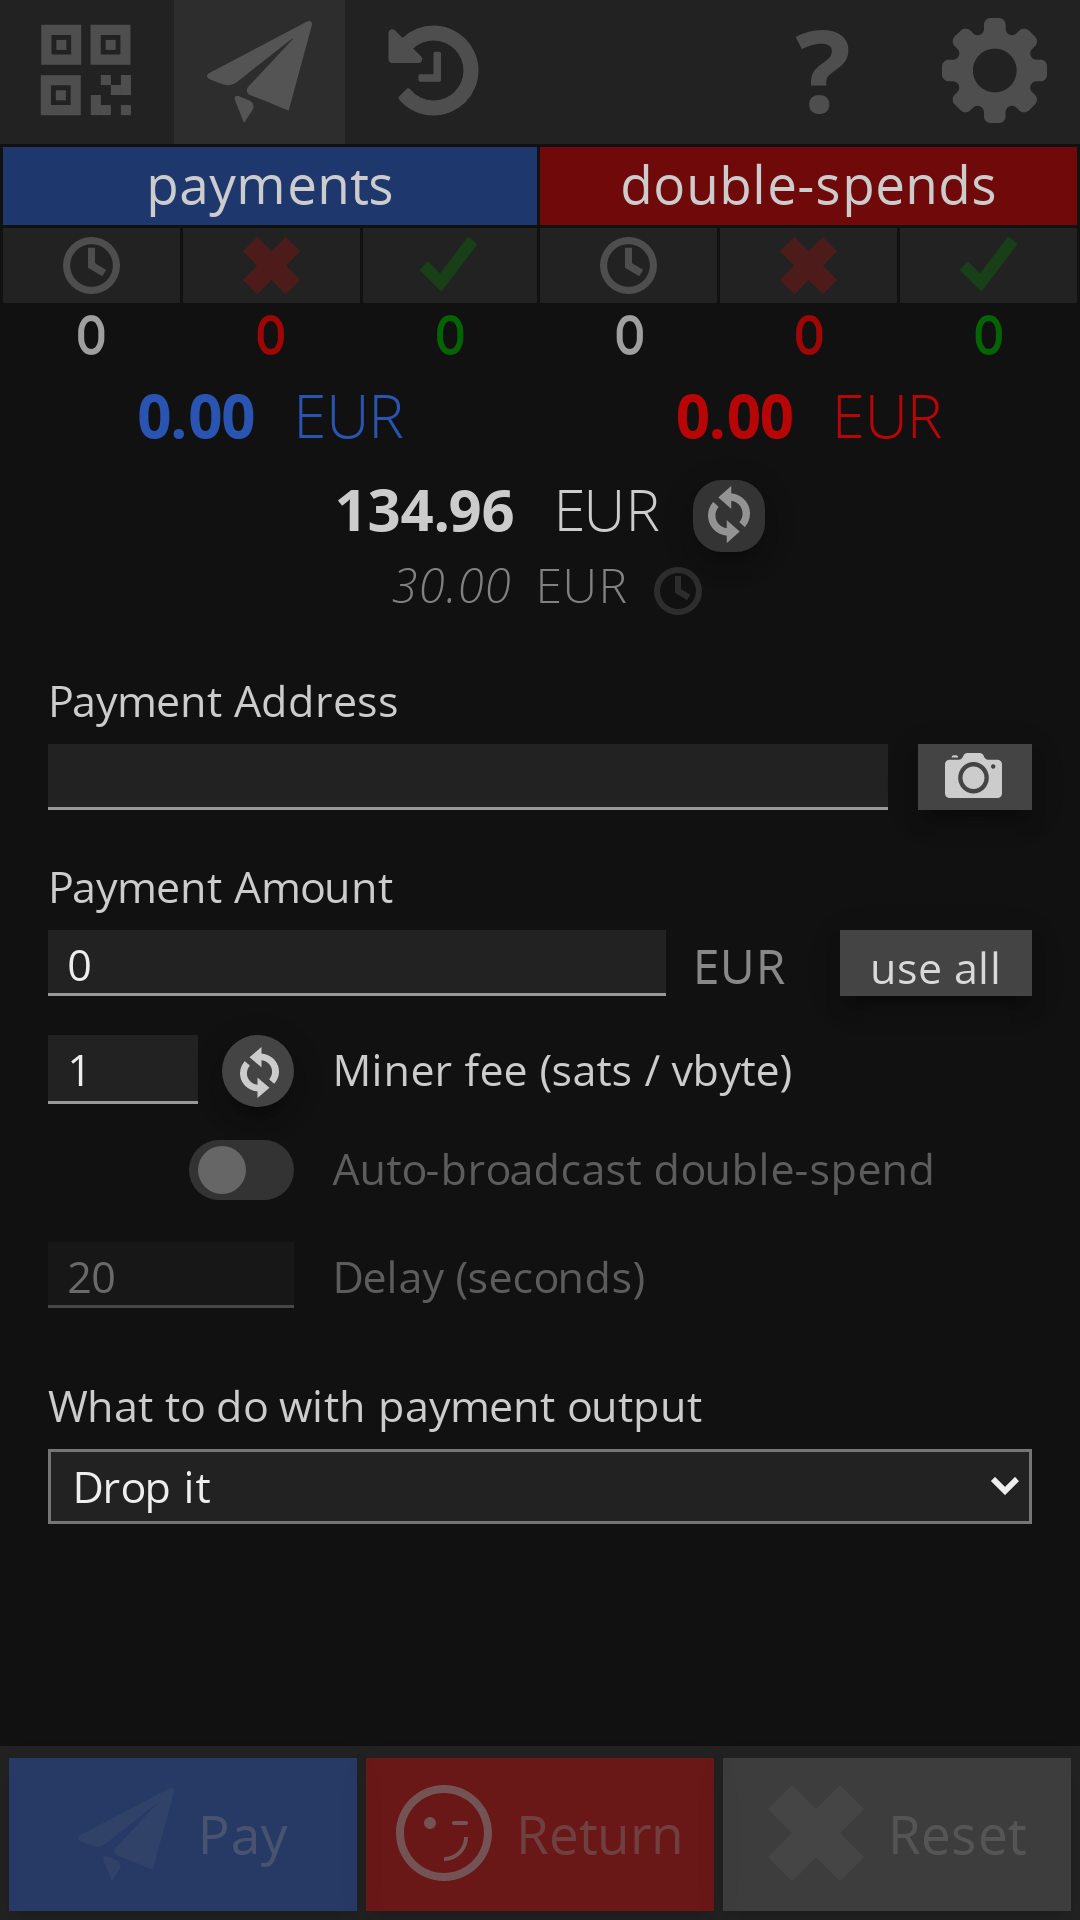 ?
payments double-spends
0 0 0 0 0 0
0.00 EUR 0.00 EUR
134.96 EUR
30.00 EUR
Payment Address
Payment Amount
0 EUR use all
1 Miner fee (sats / vbyte)
Auto-broadcast double-spend
20 Delay (seconds)
What to do with payment output
Drop it
Pay Return Reset